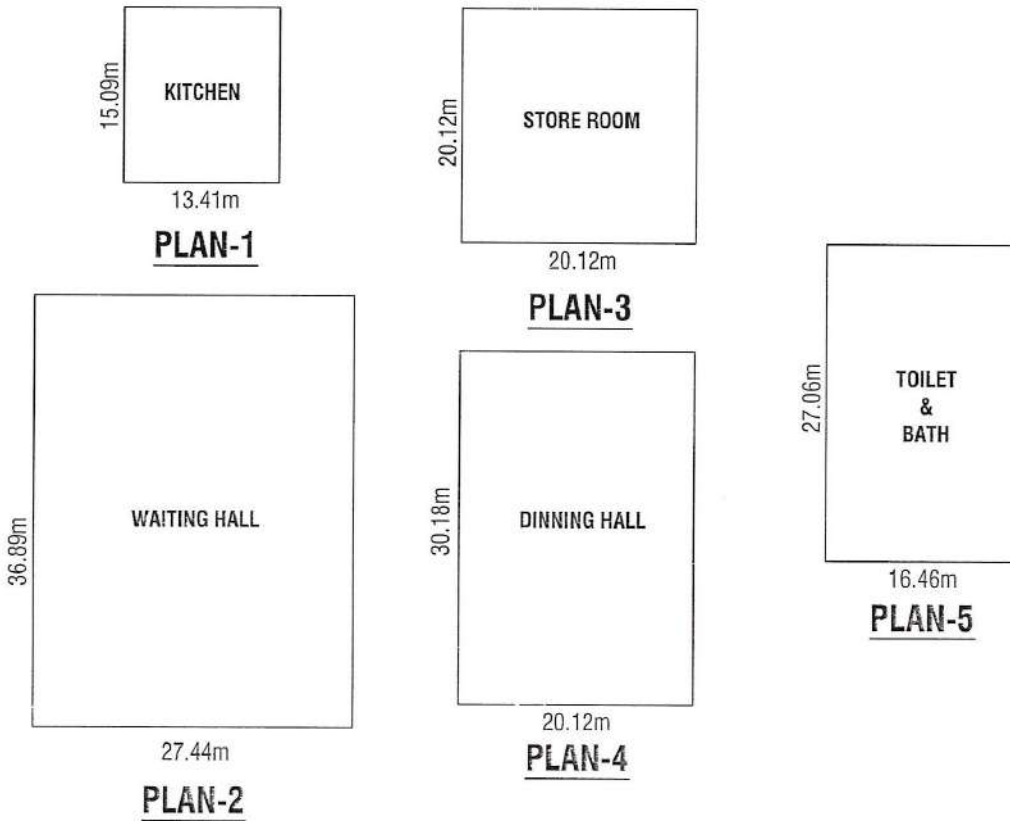 15.09m
KITCHEN
13.41m
PLAN-1
20.12m
STORE ROOM
20.12m
PLAN-3
36.89m
WAITING HALL
27.44m
PLAN-2
30.18m
DINNING HALL
20.12m
PLAN-4
27.06m
TOILET
&
BATH
16.46m
PLAN-5